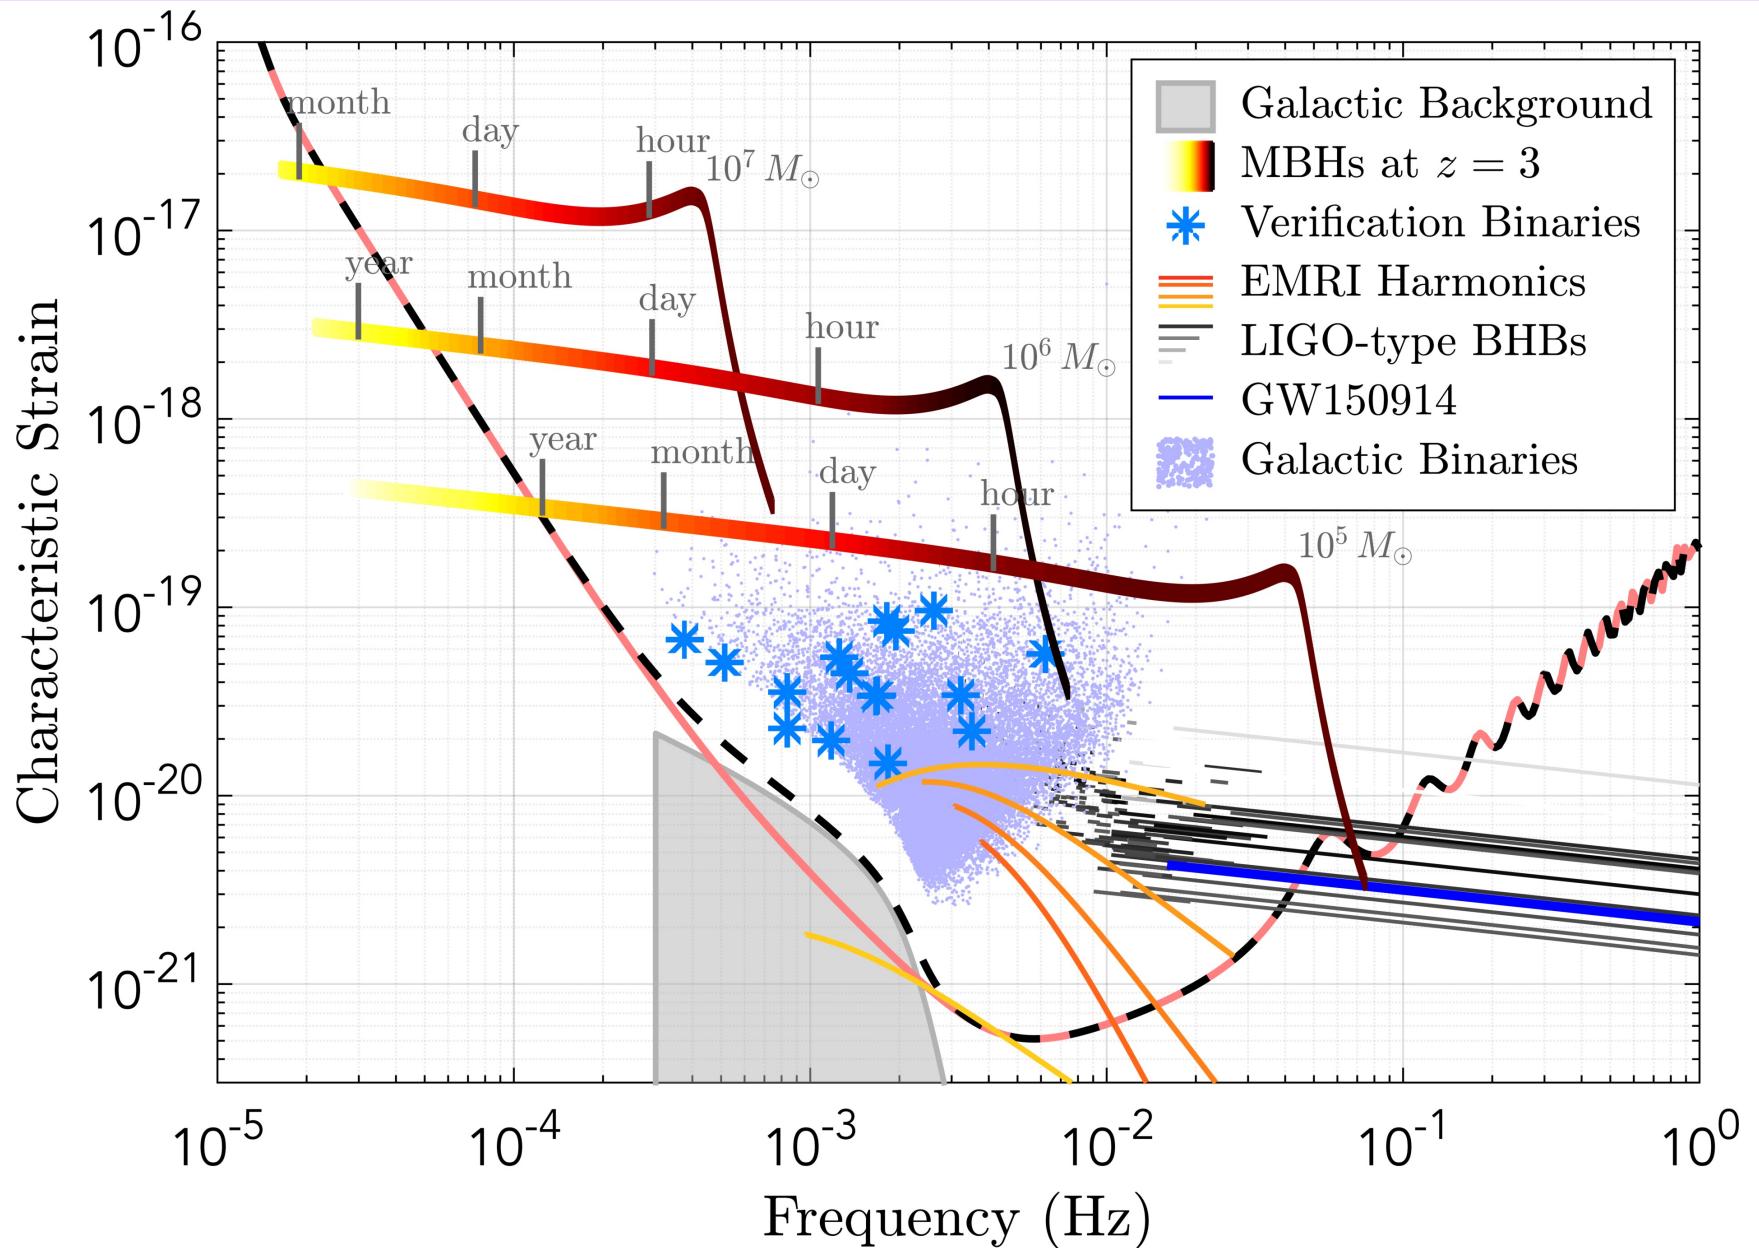 10^-16
10^-17
10^-18
10^-19
10^-20
10^-21
Characteristic Strain
month
day
hour
10^7 M_⊙
year
month
day
hour
10^6 M_⊙
year
month
day
hour
10^5 M_⊙
Galactic Background
MBHs at z = 3
Verification Binaries
EMRI Harmonics
LIGO-type BHBs
GW150914
Galactic Binaries
10^-5 10^-4 10^-3 10^-2 10^-1 10^0
Frequency (Hz)